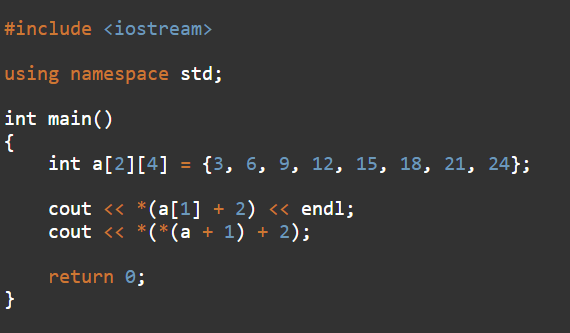 #include <iostream>
using namespace std;
int main()
{
    int a[2][4] = {3, 6, 9, 12, 15, 18, 21, 24};
    cout << *(a[1] + 2) << endl;
    cout << *(*(a + 1) + 2);
    return 0;
}